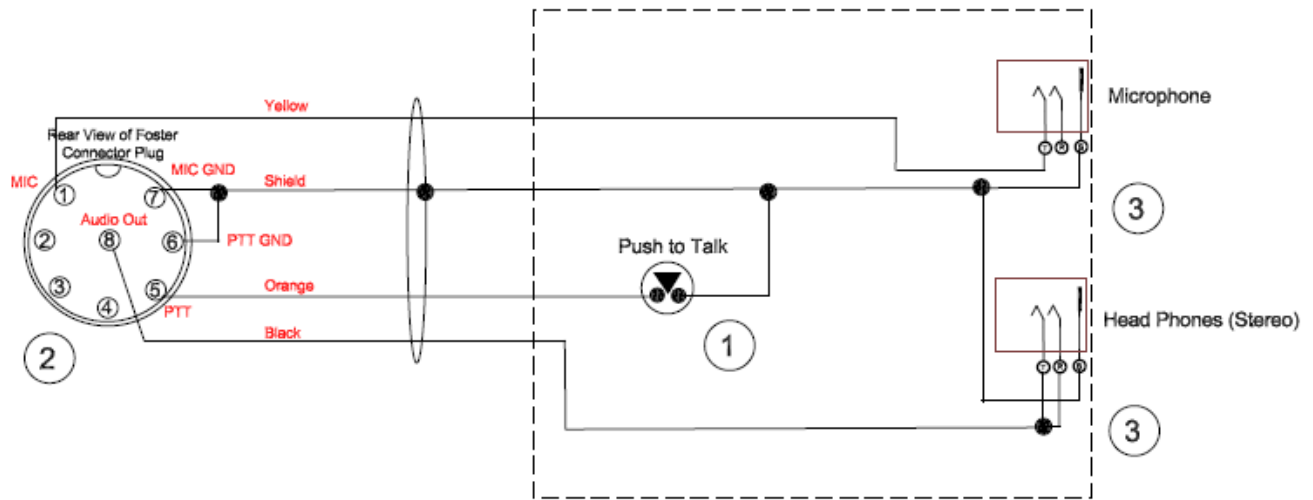 Yellow
Rear View of Foster
Connector Plug
MIC
MIC GND
Shield
Audio Out
PTT GND
Orange
PTT
Black
1
2
3
4
5
6
7
8
2
Push to Talk
1
Microphone
T R S
3
Head Phones (Stereo)
T R S
3